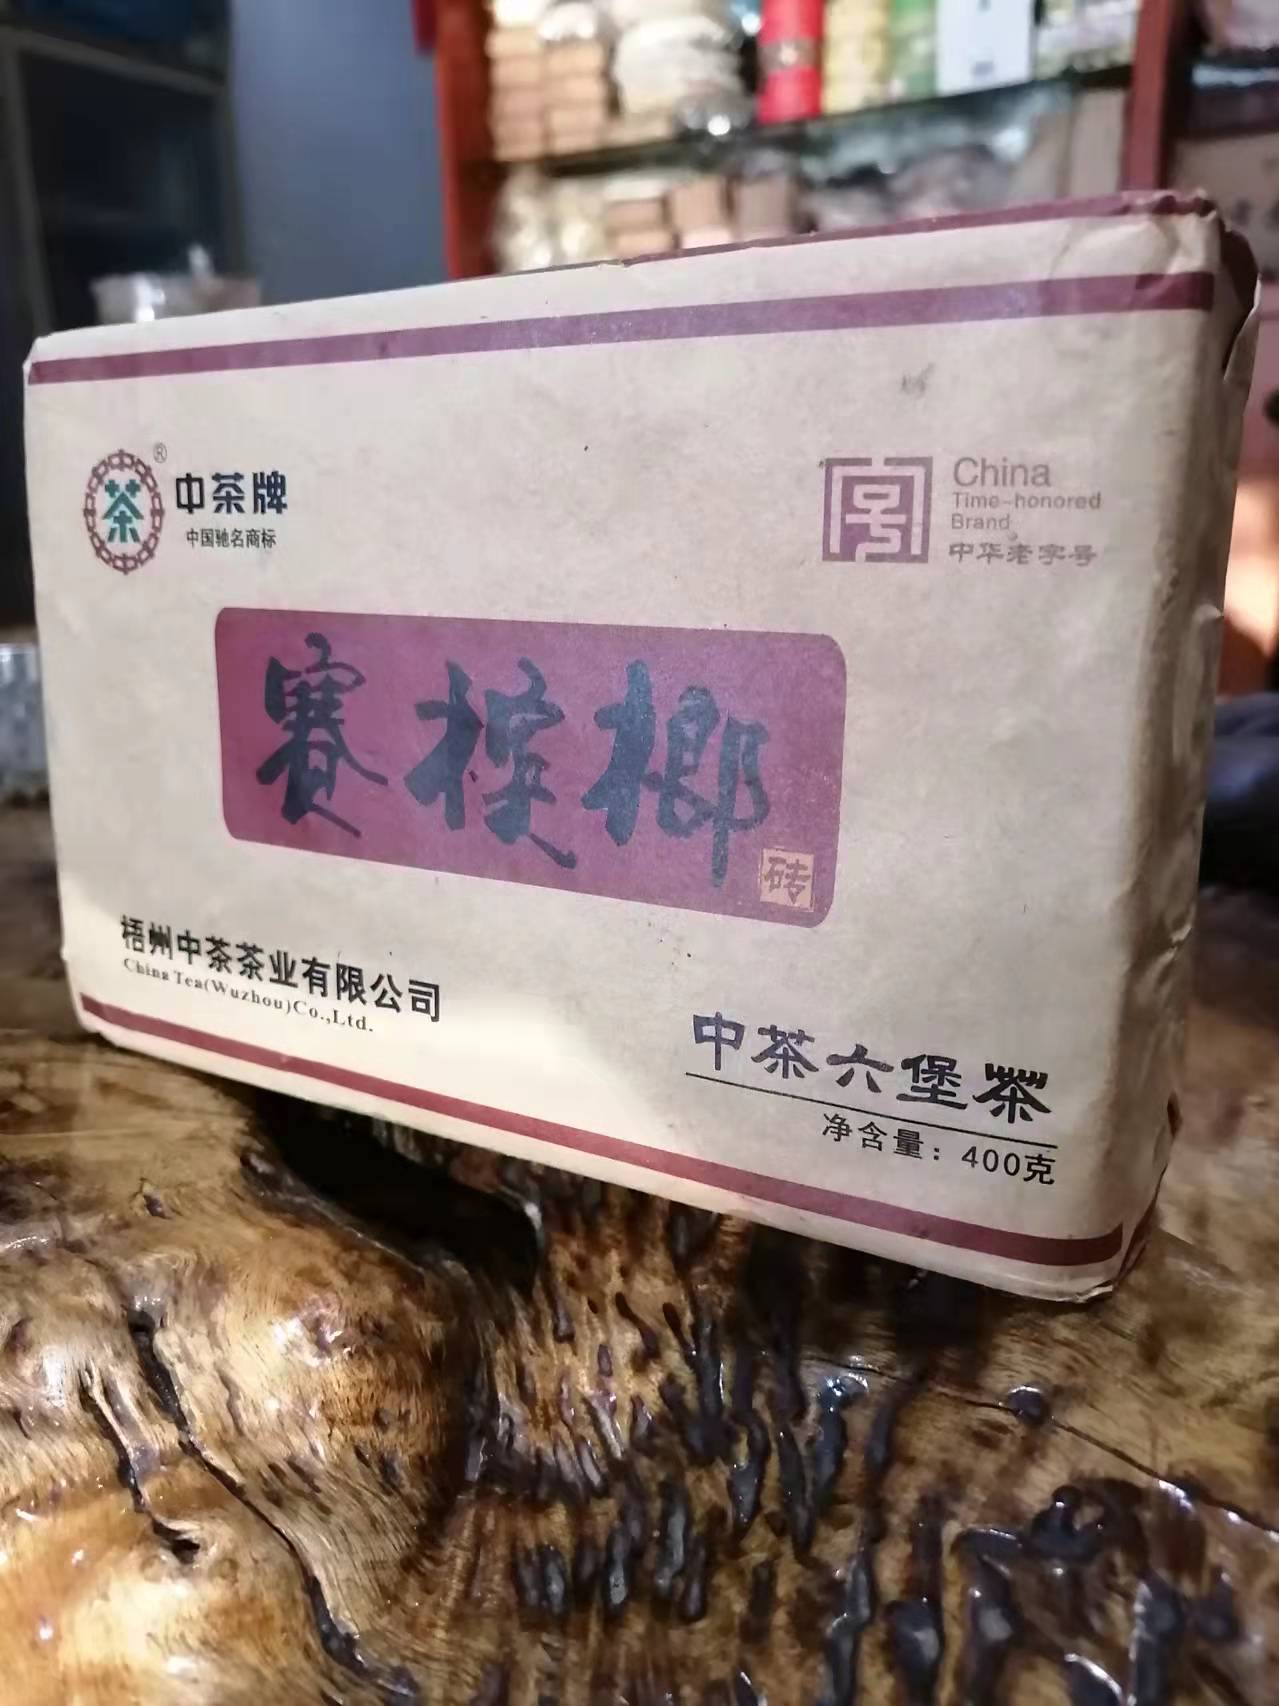 茶
®
中茶牌
中国驰名商标
号
China
Time-honored
Brand
中华老字号
赛槟榔
砖
梧州中茶茶业有限公司
China Tea(Wuzhou)Co.,Ltd.
中茶六堡茶
净含量：400克